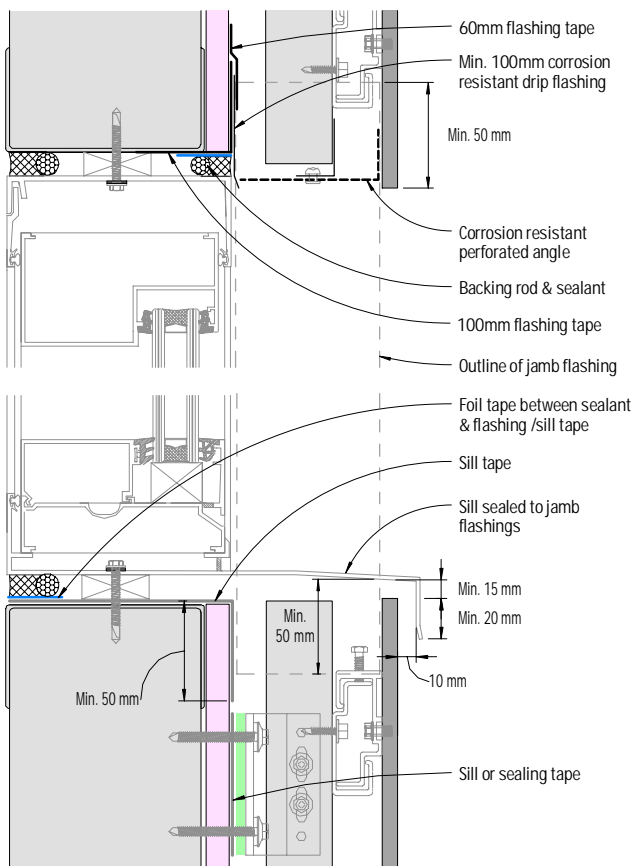 60mm flashing tape
Min. 100mm corrosion
resistant drip flashing
Min. 50 mm
Corrosion resistant
perforated angle
Backing rod & sealant
100mm flashing tape
Outline of jamb flashing
Foil tape between sealant
& flashing /sill tape
Sill tape
Sill sealed to jamb
flashings
Min. 15 mm
Min. 20 mm
Min.
50 mm
10 mm
Min. 50 mm
Sill or sealing tape